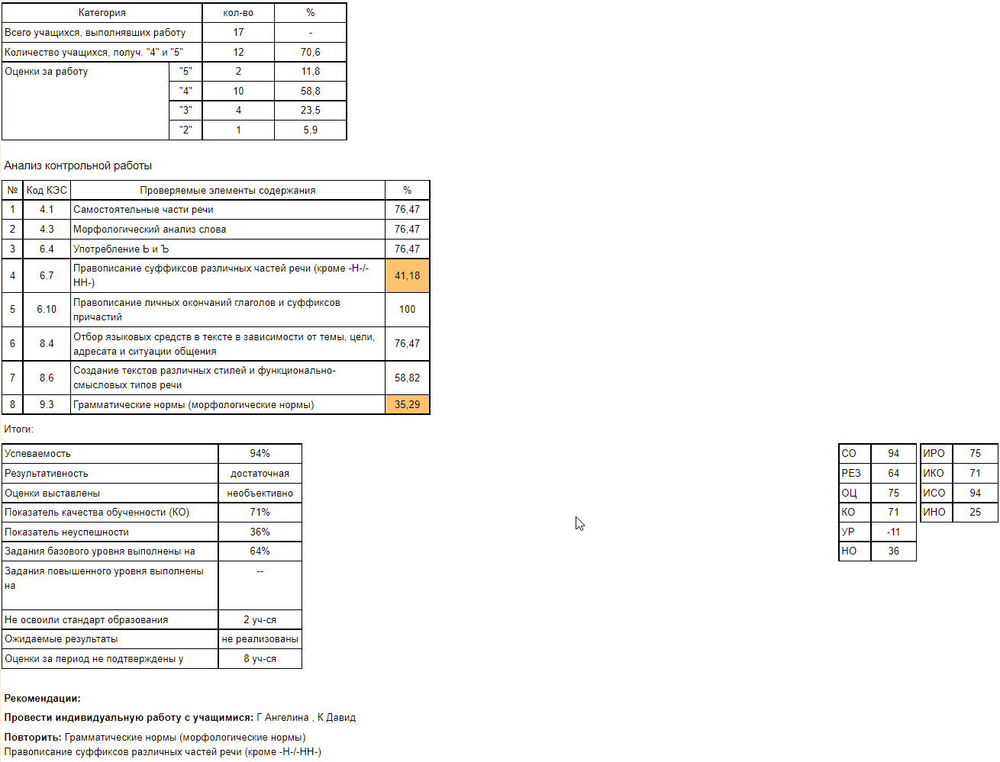 Категория кол-во %
Всего учащихся, выполнявших работу 17 -
Количество учащихся, получ. "4" и "5" 12 70,6
Оценки за работу "5" 2 11,8
"4" 10 58,8
"3" 4 23,5
"2" 1 5,9
Анализ контрольной работы
№ Код КЭС Проверяемые элементы содержания %
1 4.1 Самостоятельные части речи 76,47
2 4.3 Морфологический анализ слова 76,47
3 6.4 Употребление Ь и Ъ 76,47
4 6.7 Правописание суффиксов различных частей речи (кроме -Н-/-
НН-) 41,18
5 6.10 Правописание личных окончаний глаголов и суффиксов
причастий 100
6 8.4 Отбор языковых средств в тексте в зависимости от темы, цели,
адресата и ситуации общения 76,47
7 8.6 Создание текстов различных стилей и функционально-
смысловых типов речи 58,82
8 9.3 Грамматические нормы (морфологические нормы) 35,29
Итоги:
Успеваемость 94%
Результативность достаточная
Оценки выставлены необъективно
Показатель качества обученности (КО) 71%
Показатель неуспешности 36%
Задания базового уровня выполнены на 64%
Задания повышенного уровня выполнены
на --
Не освоили стандарт образования 2 уч-ся
Ожидаемые результаты не реализованы
Оценки за период не подтверждены у 8 уч-ся
СО 94 ИРО 75
РЕЗ 64 ИКО 71
ОЦ 75 ИСО 94
КО 71 ИНО 25
УР -11
НО 36
Рекомендации:
Провести индивидуальную работу с учащимися: Г Ангелина , К Давид
Повторить: Грамматические нормы (морфологические нормы)
Правописание суффиксов различных частей речи (кроме -Н-/-НН-)